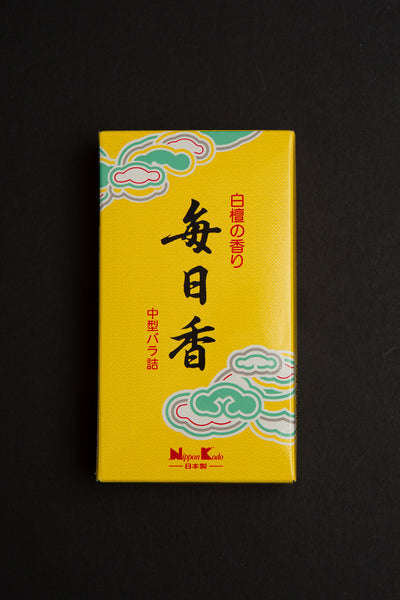 白檀の香り
毎日香
中型バラ詰
Nippon Kodo
日本製